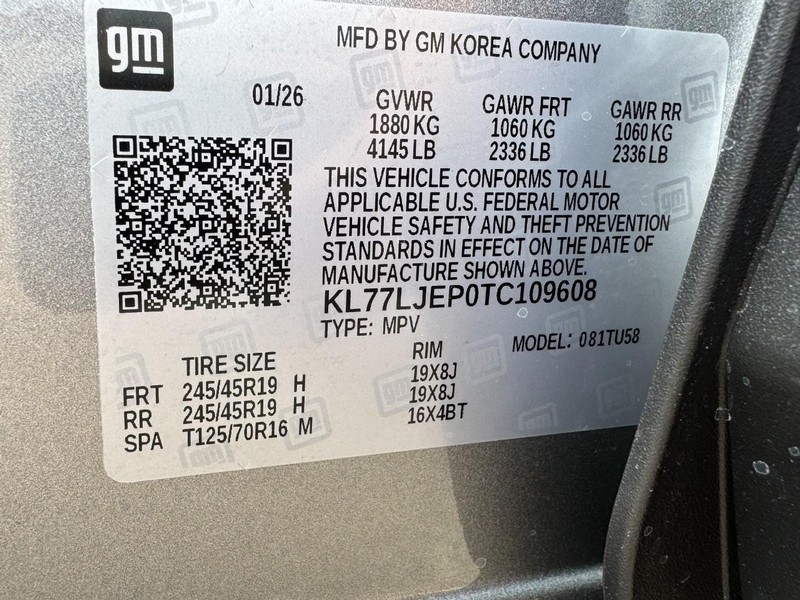 gm
MFD BY GM KOREA COMPANY
01/26 GVWR GAWR FRT GAWR RR
1880 KG 1060 KG 1060 KG
4145 LB 2336 LB 2336 LB
THIS VEHICLE CONFORMS TO ALL
APPLICABLE U.S. FEDERAL MOTOR
VEHICLE SAFETY AND THEFT PREVENTION
STANDARDS IN EFFECT ON THE DATE OF
MANUFACTURE SHOWN ABOVE.
KL77LJEP0TC109608
TYPE: MPV MODEL: 081TU58
TIRE SIZE RIM
FRT 245/45R19 H 19X8J
RR 245/45R19 H 19X8J
SPA T125/70R16 M 16X4BT